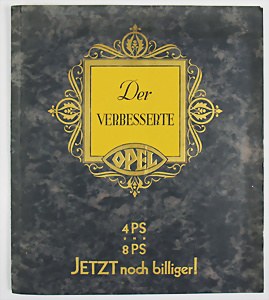 Der
VERBESSERTE
OPEL
4 PS
8 PS
JETZT noch billiger!